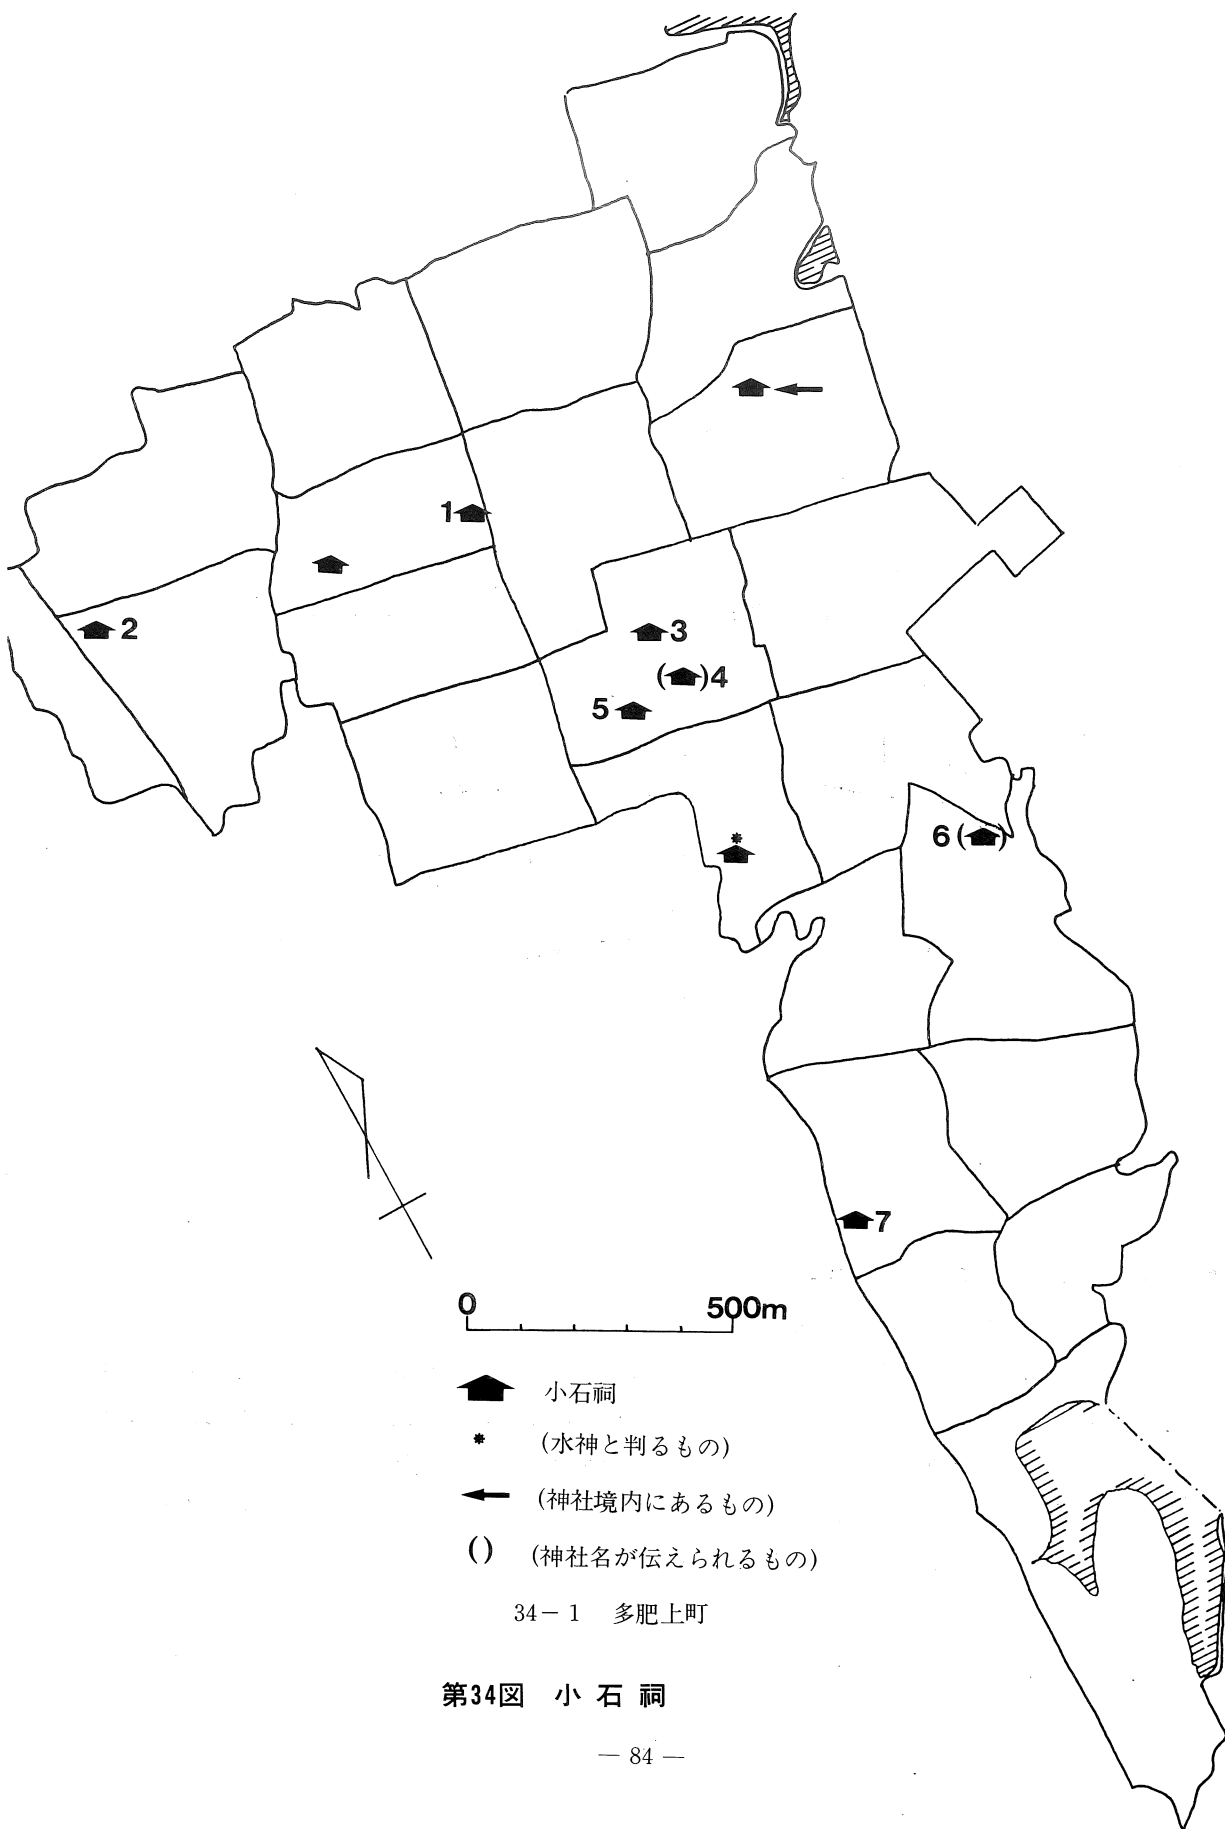 1
2
3
()4
5
*
6()
7
0 500m
小石祠
* (水神と判るもの)
← (神社境内にあるもの)
() (神社名が伝えられるもの)
34−1 多肥上町
第34図 小石祠
— 84 —